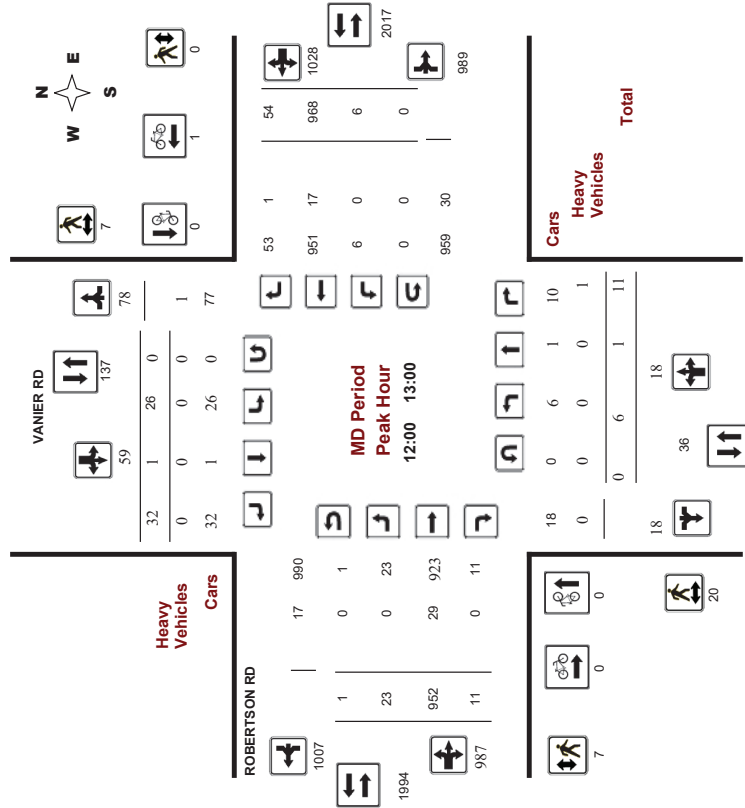 N
W E
S
0
7
0
1
VANIER RD
137
59
78
32 1 26 0
0 0 0 0 1
32 1 26 0 77
2017
1028
989
54 968 6 0
1 17 0 0 30
53 951 6 0 959
Heavy
Vehicles
Cars
MD Period
Peak Hour
12:00 13:00
Cars
Heavy
Vehicles
Total
ROBERTSON RD
1007
1994
987
17 990
1 0 1
23 0 23
952 29 923
11 0 11
18 0 6 1 10
0 0 0 0 1
0 6 1 11
18
18
36
0
0
20
7